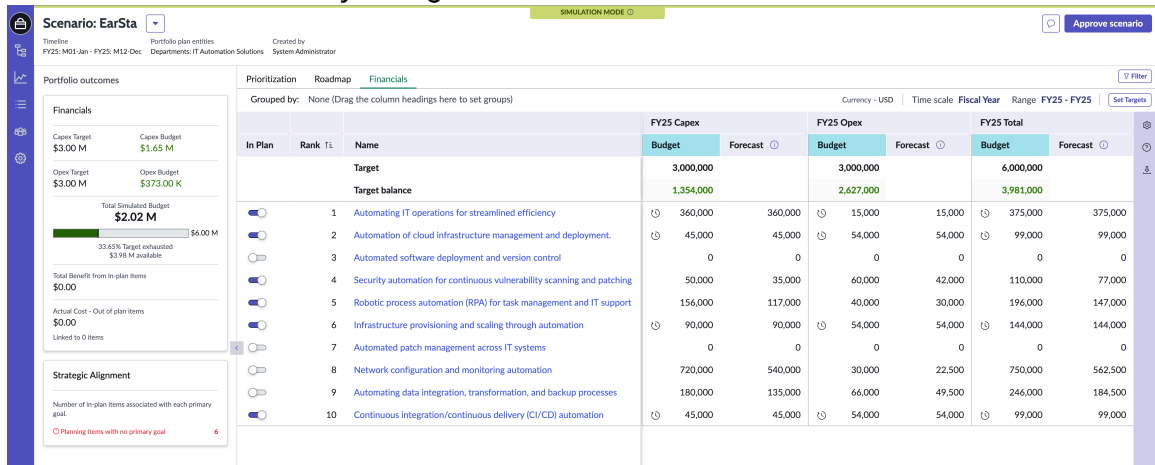 SIMULATION MODE
Scenario: EarSta
Approve scenario
Timeline Portfolio plan entities Created by
FY25: M01-Jan - FY25: M12-Dec Departments: IT Automation Solutions System Administrator
Portfolio outcomes
Financials
Capex Target Capex Budget
$3.00 M $1.65 M
Opex Target Opex Budget
$3.00 M $373.00 K
Total Simulated Budget
$2.02 M
$6.00 M
33.65% Target exhausted
$3.98 M available
Total Benefit from In-plan Items
$0.00
Actual Cost - Out of plan items
$0.00
Linked to 0 items
Strategic Alignment
Number of in-plan items associated with each primary
goal.
Planning items with no primary goal 6
Prioritization Roadmap Financials
Filter
Grouped by: None (Drag the column headings here to set groups) Currency - USD Time scale Fiscal Year Range FY25 - FY25 Set Targets
FY25 Capex FY25 Opex FY25 Total
In Plan Rank Name Budget Forecast Budget Forecast Budget Forecast
Target 3,000,000 3,000,000 6,000,000
Target balance 1,354,000 2,627,000 3,981,000
1 Automating IT operations for streamlined efficiency 360,000 360,000 15,000 15,000 375,000 375,000
2 Automation of cloud infrastructure management and deployment. 45,000 45,000 54,000 54,000 99,000 99,000
3 Automated software deployment and version control 0 0 0 0 0 0
4 Security automation for continuous vulnerability scanning and patching 50,000 35,000 60,000 42,000 110,000 77,000
5 Robotic process automation (RPA) for task management and IT support 156,000 117,000 40,000 30,000 196,000 147,000
6 Infrastructure provisioning and scaling through automation 90,000 90,000 54,000 54,000 144,000 144,000
7 Automated patch management across IT systems 0 0 0 0 0 0
8 Network configuration and monitoring automation 720,000 540,000 30,000 22,500 750,000 562,500
9 Automating data integration, transformation, and backup processes 180,000 135,000 66,000 49,500 246,000 184,500
10 Continuous integration/continuous delivery (CI/CD) automation 45,000 45,000 54,000 54,000 99,000 99,000